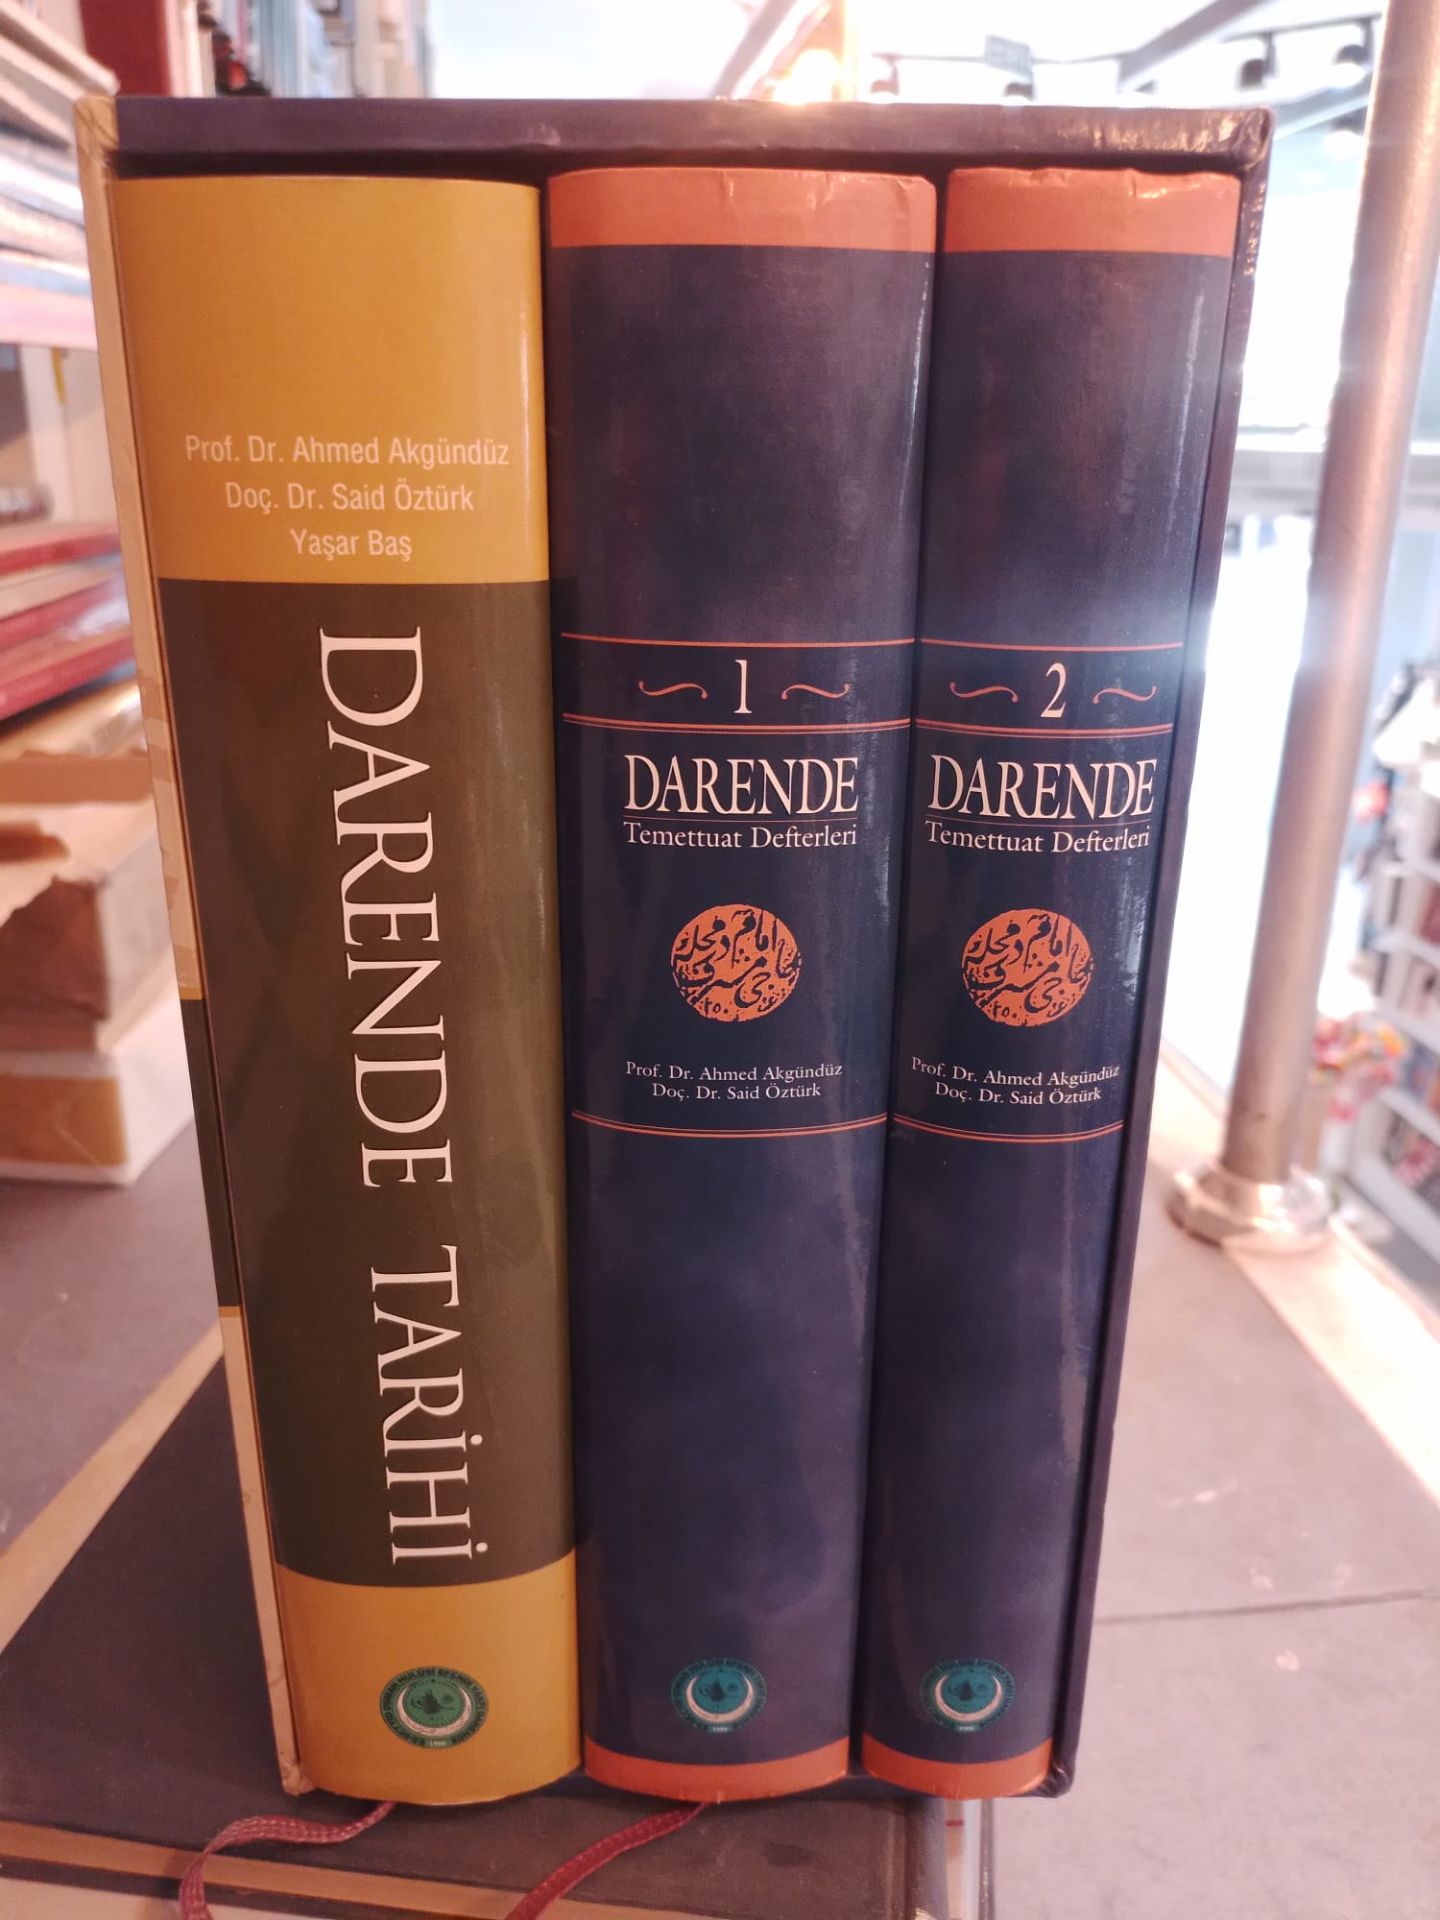 Prof. Dr. Ahmed Akgündüz
Doç. Dr. Said Öztürk
Yaşar Baş
DARENDE TARİHİ
1
DARENDE
Temettuat Defterleri
Prof. Dr. Ahmed Akgündüz
Doç. Dr. Said Öztürk
2
DARENDE
Temettuat Defterleri
Prof. Dr. Ahmed Akgündüz
Doç. Dr. Said Öztürk